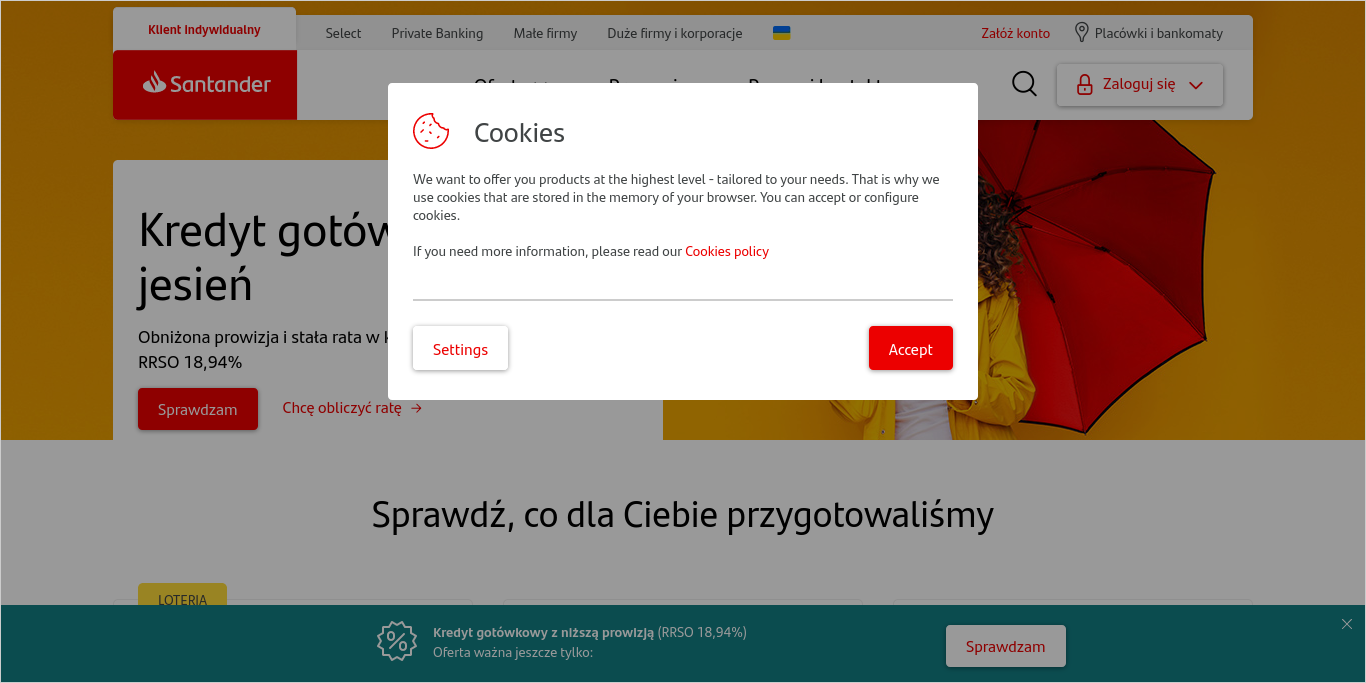 Klient indywidualny
Select
Private Banking
Małe firmy
Duże firmy i korporacje
Załóż konto
Placówki i bankomaty
Santander
Zaloguj się
Cookies
We want to offer you products at the highest level - tailored to your needs. That is why we
use cookies that are stored in the memory of your browser. You can accept or configure
cookies.
If you need more information, please read our Cookies policy
Settings
Accept
Kredyt
jesień
Obniżona prowizja i stała rata w
RRSO 18,94%
Sprawdzam
Chcę obliczyć ratę →
Sprawdź, co dla Ciebie przygotowaliśmy
LOTERIA
Kredyt gotówkowy z niższą prowizją (RRSO 18,94%)
Oferta ważna jeszcze tylko:
Sprawdzam